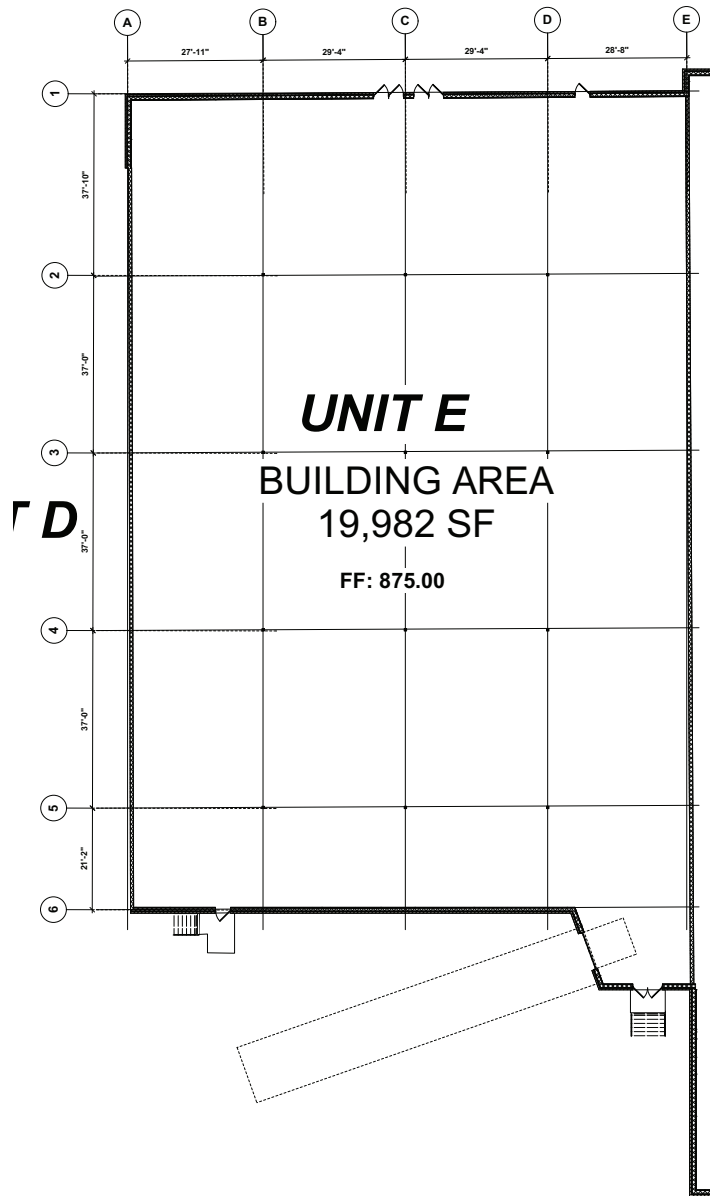 A B C D E
27'-11" 29'-4" 29'-4" 28'-8"
1
37'-10"
2
37'-0"
UNIT E
3
BUILDING AREA
19,982 SF
T D
37'-0"
FF: 875.00
4
37'-0"
5
21'-2"
6